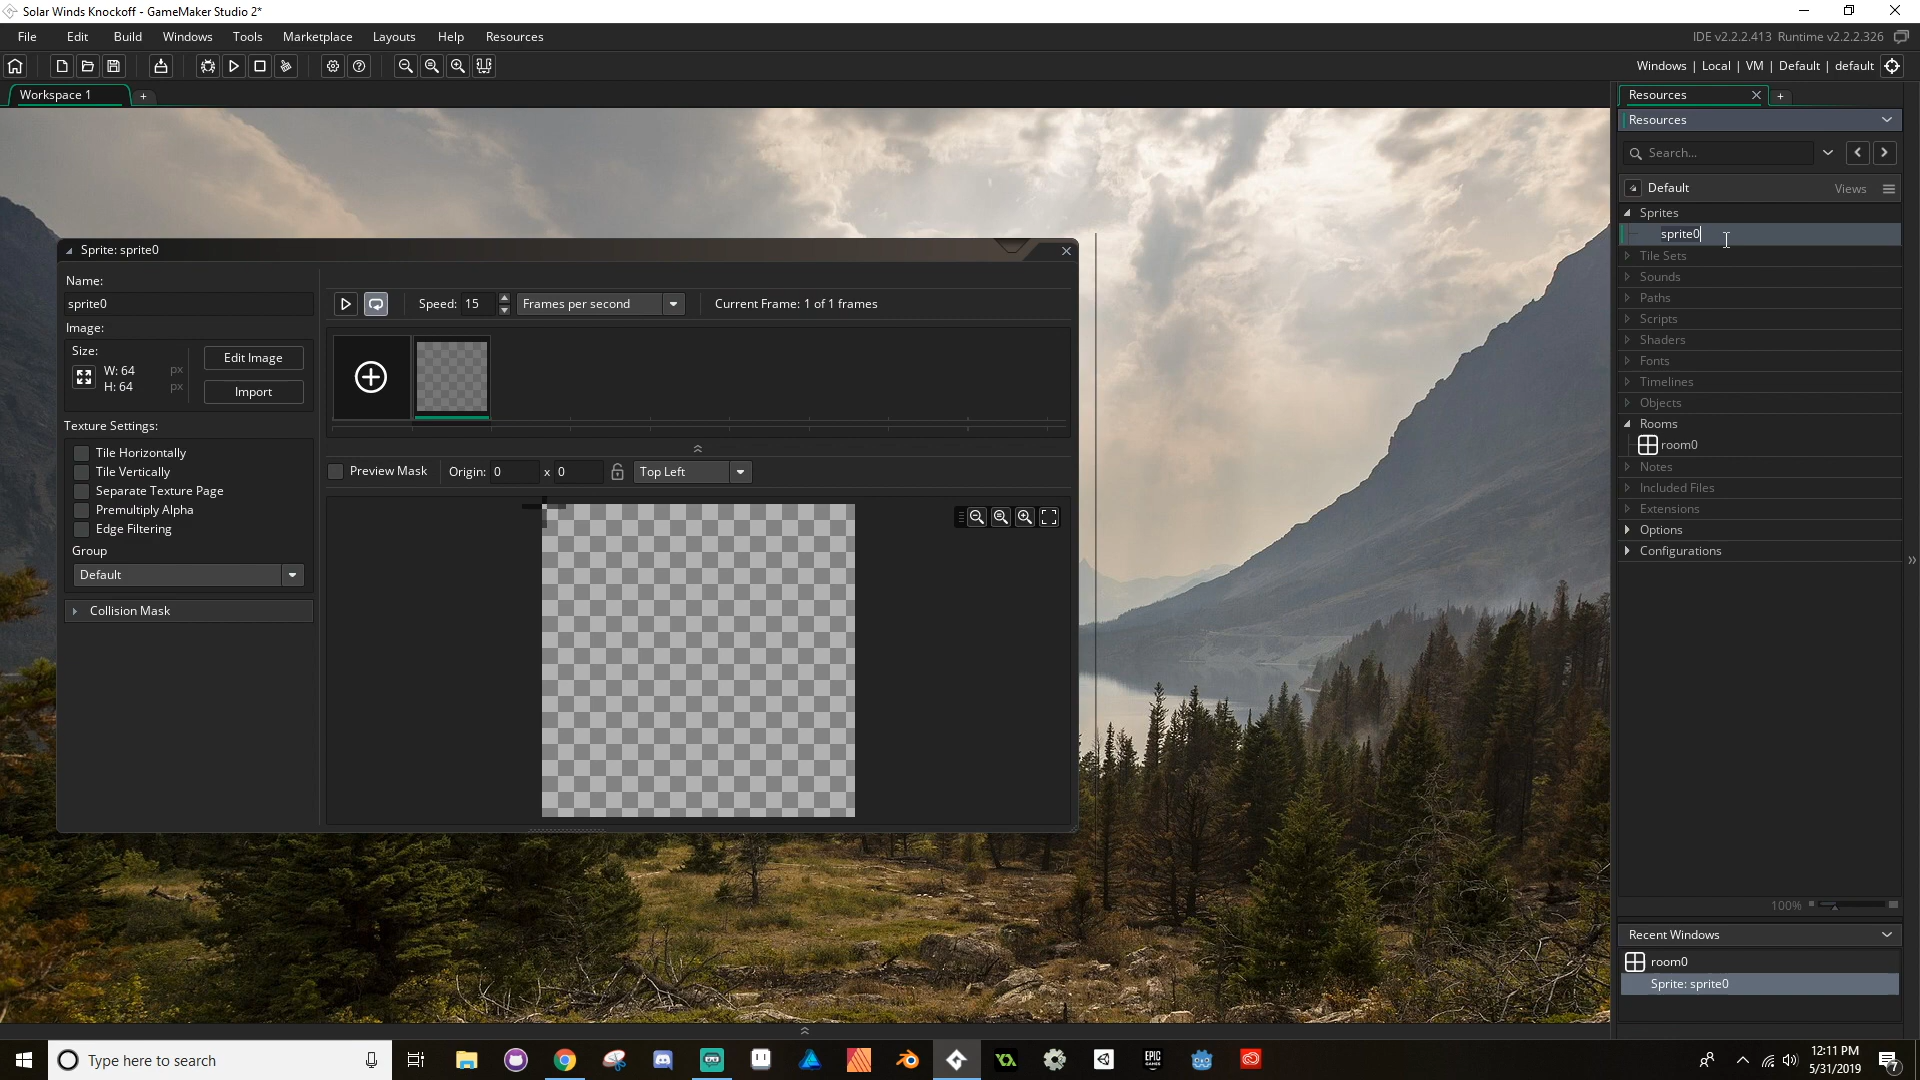 Solar Winds Knockoff - GameMaker Studio 2*
File Edit Build Windows Tools Marketplace Layouts Help Resources
IDE v2.2.2.413 Runtime v2.2.2.326
Windows | Local | VM | Default | default
Workspace 1 +
Resources
Resources
Search...
Default Views
Sprites
sprite0
Tile Sets
Sounds
Paths
Scripts
Shaders
Fonts
Timelines
Objects
Rooms
room0
Notes
Included Files
Extensions
Options
Configurations
100%
Recent Windows
room0
Sprite: sprite0
Sprite: sprite0
Name:
sprite0
Image:
Size:
W: 64 px
H: 64 px
Edit Image
Import
Texture Settings:
Tile Horizontally
Tile Vertically
Separate Texture Page
Premultiply Alpha
Edge Filtering
Group
Default
Collision Mask
Speed: 15 Frames per second Current Frame: 1 of 1 frames
Preview Mask Origin: 0 x 0 Top Left
Type here to search
EPIC GAMES
12:11 PM
5/31/2019
7